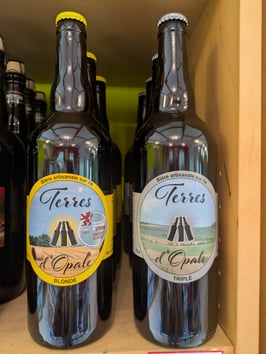 Bière artisanale sur lie
Terres
d'Opale
BLONDE
Bière artisanale sur lie
Terres
d'Opale
TRIPLE